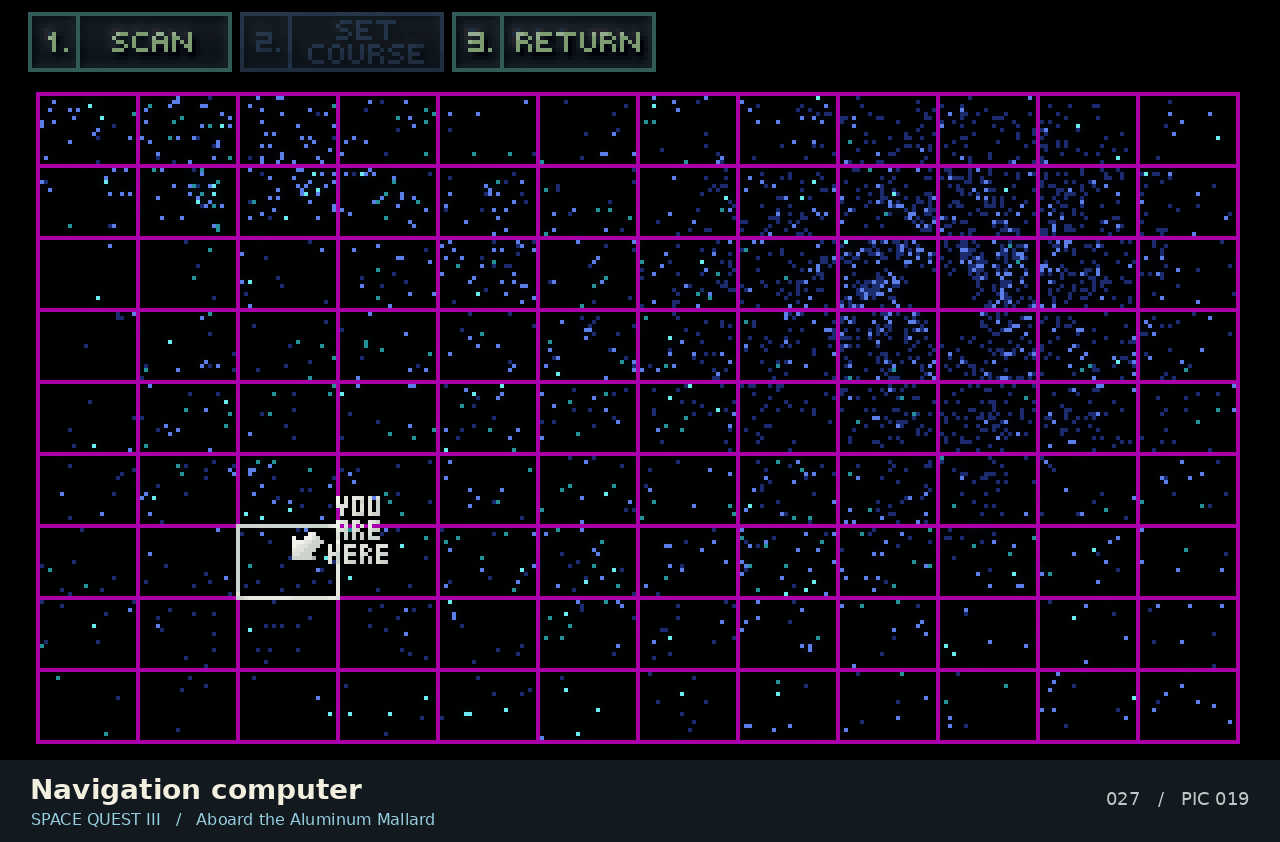 1. SCAN
2. SET
COURSE
3. RETURN
YOU
ARE
HERE
Navigation computer
SPACE QUEST III / Aboard the Aluminum Mallard
027 / PIC 019